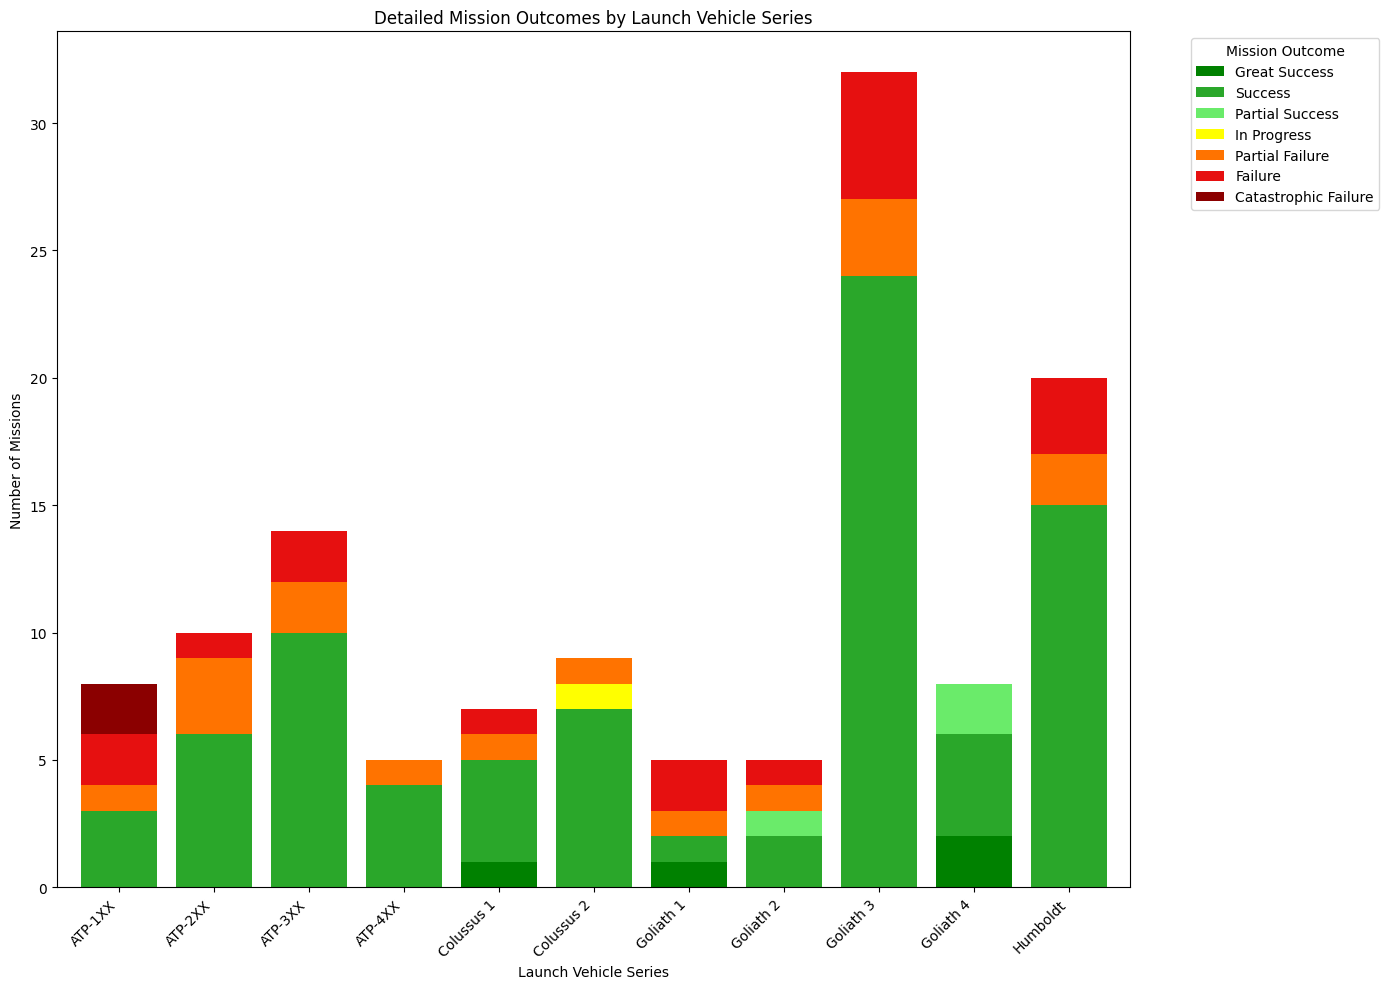 Detailed Mission Outcomes by Launch Vehicle Series
Mission Outcome
Great Success
Success
Partial Success
In Progress
Partial Failure
Failure
Catastrophic Failure
Number of Missions
30
25
20
15
10
5
0
ATP-1XX
ATP-2XX
ATP-3XX
ATP-4XX
Colussus 1
Colussus 2
Goliath 1
Goliath 2
Goliath 3
Goliath 4
Humboldt
Launch Vehicle Series